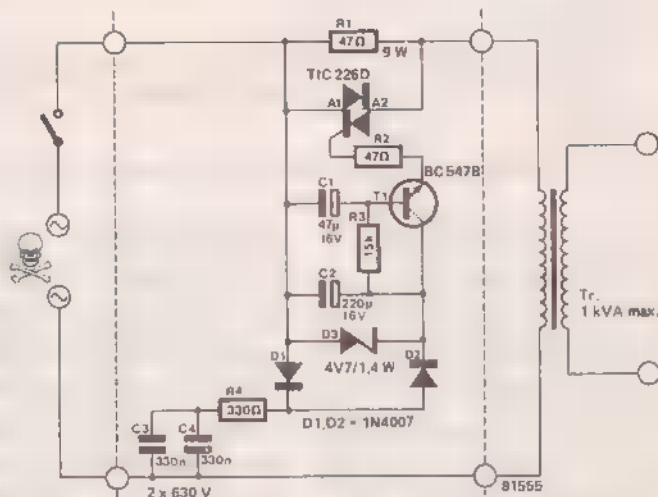 R1
47Ω
9 W
TIC 226D
A1
A2
R2
47Ω
BC 547B
C1
T1
47µ
16V
R3
15k
C2
220µ
16V
Tr.
1 kVA max.
D3
D1
D2
4V7/1,4 W
R4
330Ω
D1,D2 = 1N4007
C3
C4
330n
330n
2 x 630 V
81555